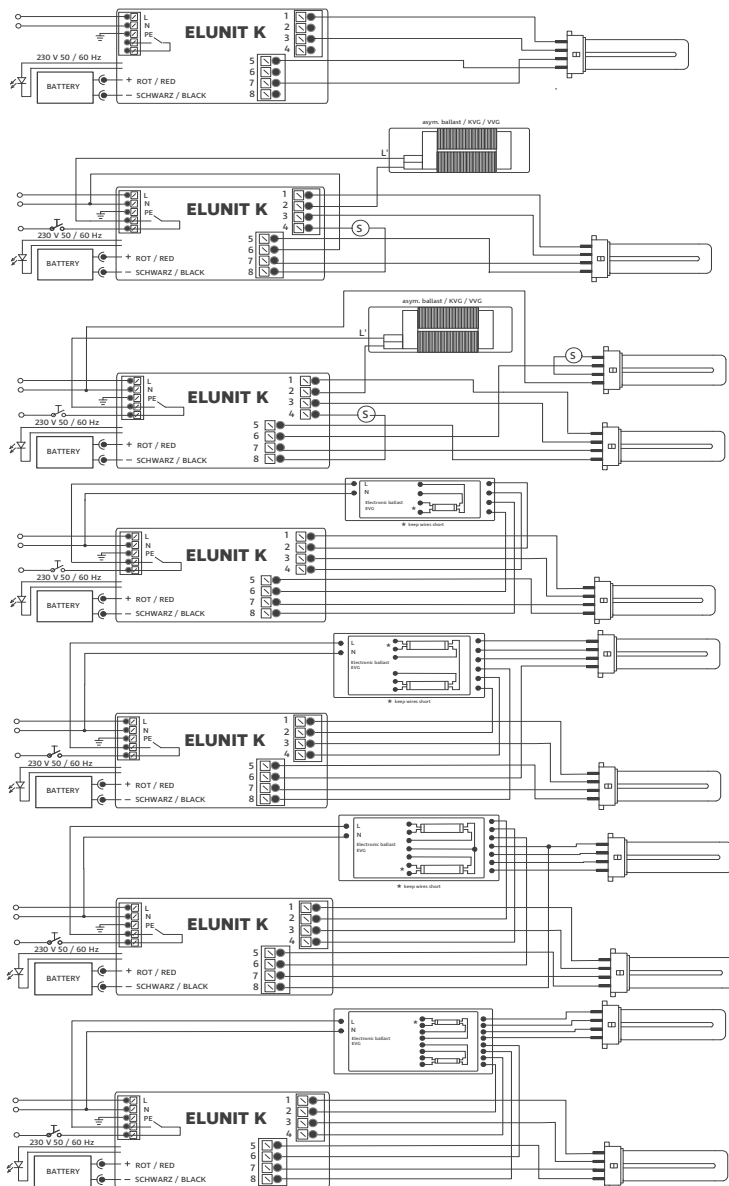 L
N
PE
ELUNIT K
1
2
3
4
5
6
7
8
230 V 50 / 60 Hz
BATTERY
+ ROT / RED
− SCHWARZ / BLACK
asym. ballast / KVG / VVG
L'
L
N
PE
ELUNIT K
1
2
3
4
S
5
6
7
8
230 V 50 / 60 Hz
BATTERY
+ ROT / RED
− SCHWARZ / BLACK
asym. ballast / KVG / VVG
L'
S
L
N
PE
ELUNIT K
1
2
3
4
S
5
6
7
8
230 V 50 / 60 Hz
BATTERY
+ ROT / RED
− SCHWARZ / BLACK
L
N
Electronic ballast
EVG
*
* keep wires short
L
N
PE
ELUNIT K
1
2
3
4
5
6
7
8
230 V 50 / 60 Hz
BATTERY
+ ROT / RED
− SCHWARZ / BLACK
L
N
Electronic ballast
EVG
*
* keep wires short
L
N
PE
ELUNIT K
1
2
3
4
5
6
7
8
230 V 50 / 60 Hz
BATTERY
+ ROT / RED
− SCHWARZ / BLACK
L
N
Electronic ballast
EVG
*
* keep wires short
L
N
PE
ELUNIT K
1
2
3
4
5
6
7
8
230 V 50 / 60 Hz
BATTERY
+ ROT / RED
− SCHWARZ / BLACK
L
N
Electronic ballast
EVG
*
* keep wires short
L
N
PE
ELUNIT K
1
2
3
4
5
6
7
8
230 V 50 / 60 Hz
BATTERY
+ ROT / RED
− SCHWARZ / BLACK